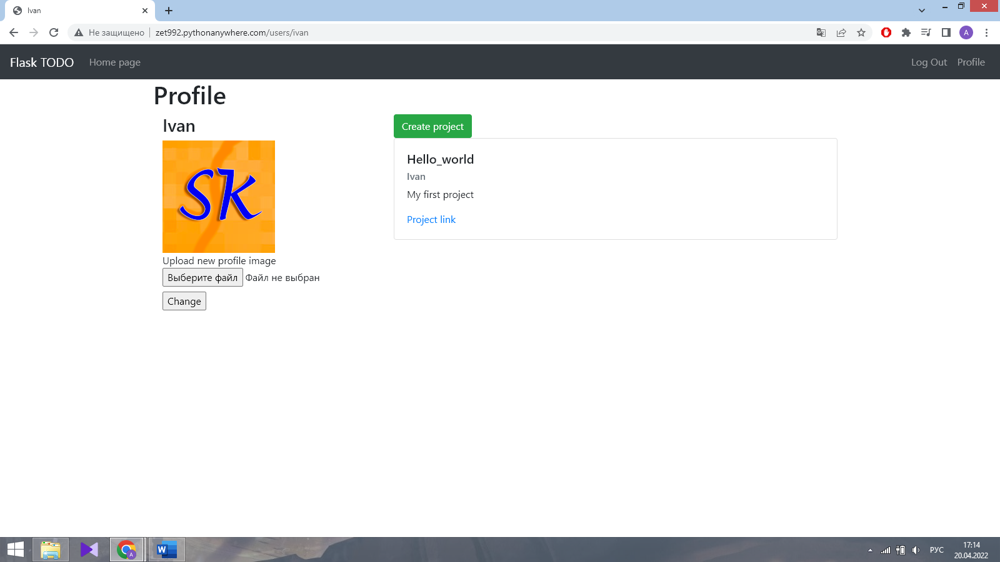 Ivan
Не защищено
zet992.pythonanywhere.com/users/ivan
A
Flask TODO
Home page
Log Out
Profile
Profile
Ivan
Create project
SK
Hello_world
Ivan
My first project
Project link
Upload new profile image
Выберите файл Файл не выбран
Change
A
W
РУС
17:14
20.04.2022